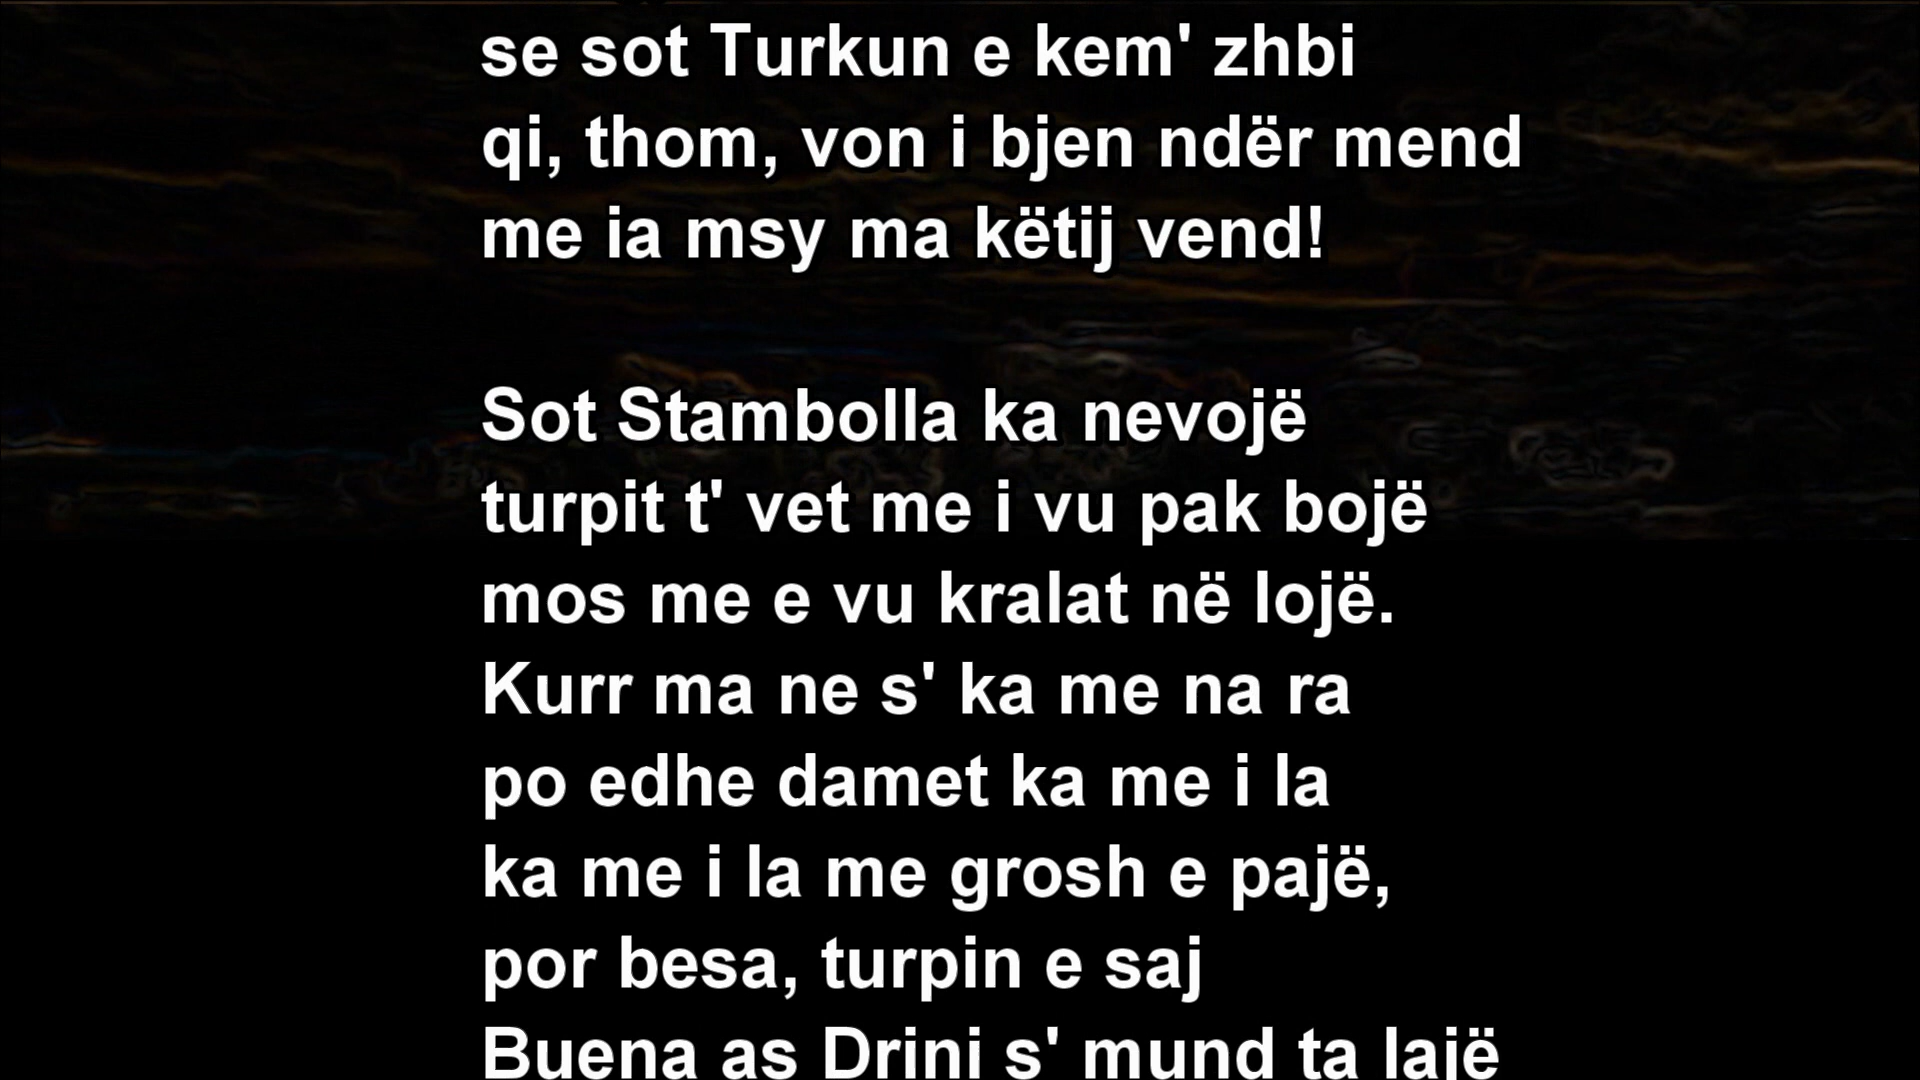 se sot Turkun e kem' zhbi
qi, thom, von i bjen ndër mend
me ia msy ma këtij vend!
Sot Stambolla ka nevojë
turpit t' vet me i vu pak bojë
mos me e vu kralat në lojë.
Kurr ma ne s' ka me na ra
po edhe damet ka me i la
ka me i la me grosh e pajë,
por besa, turpin e saj
Buena as Drini s' mund ta lajë